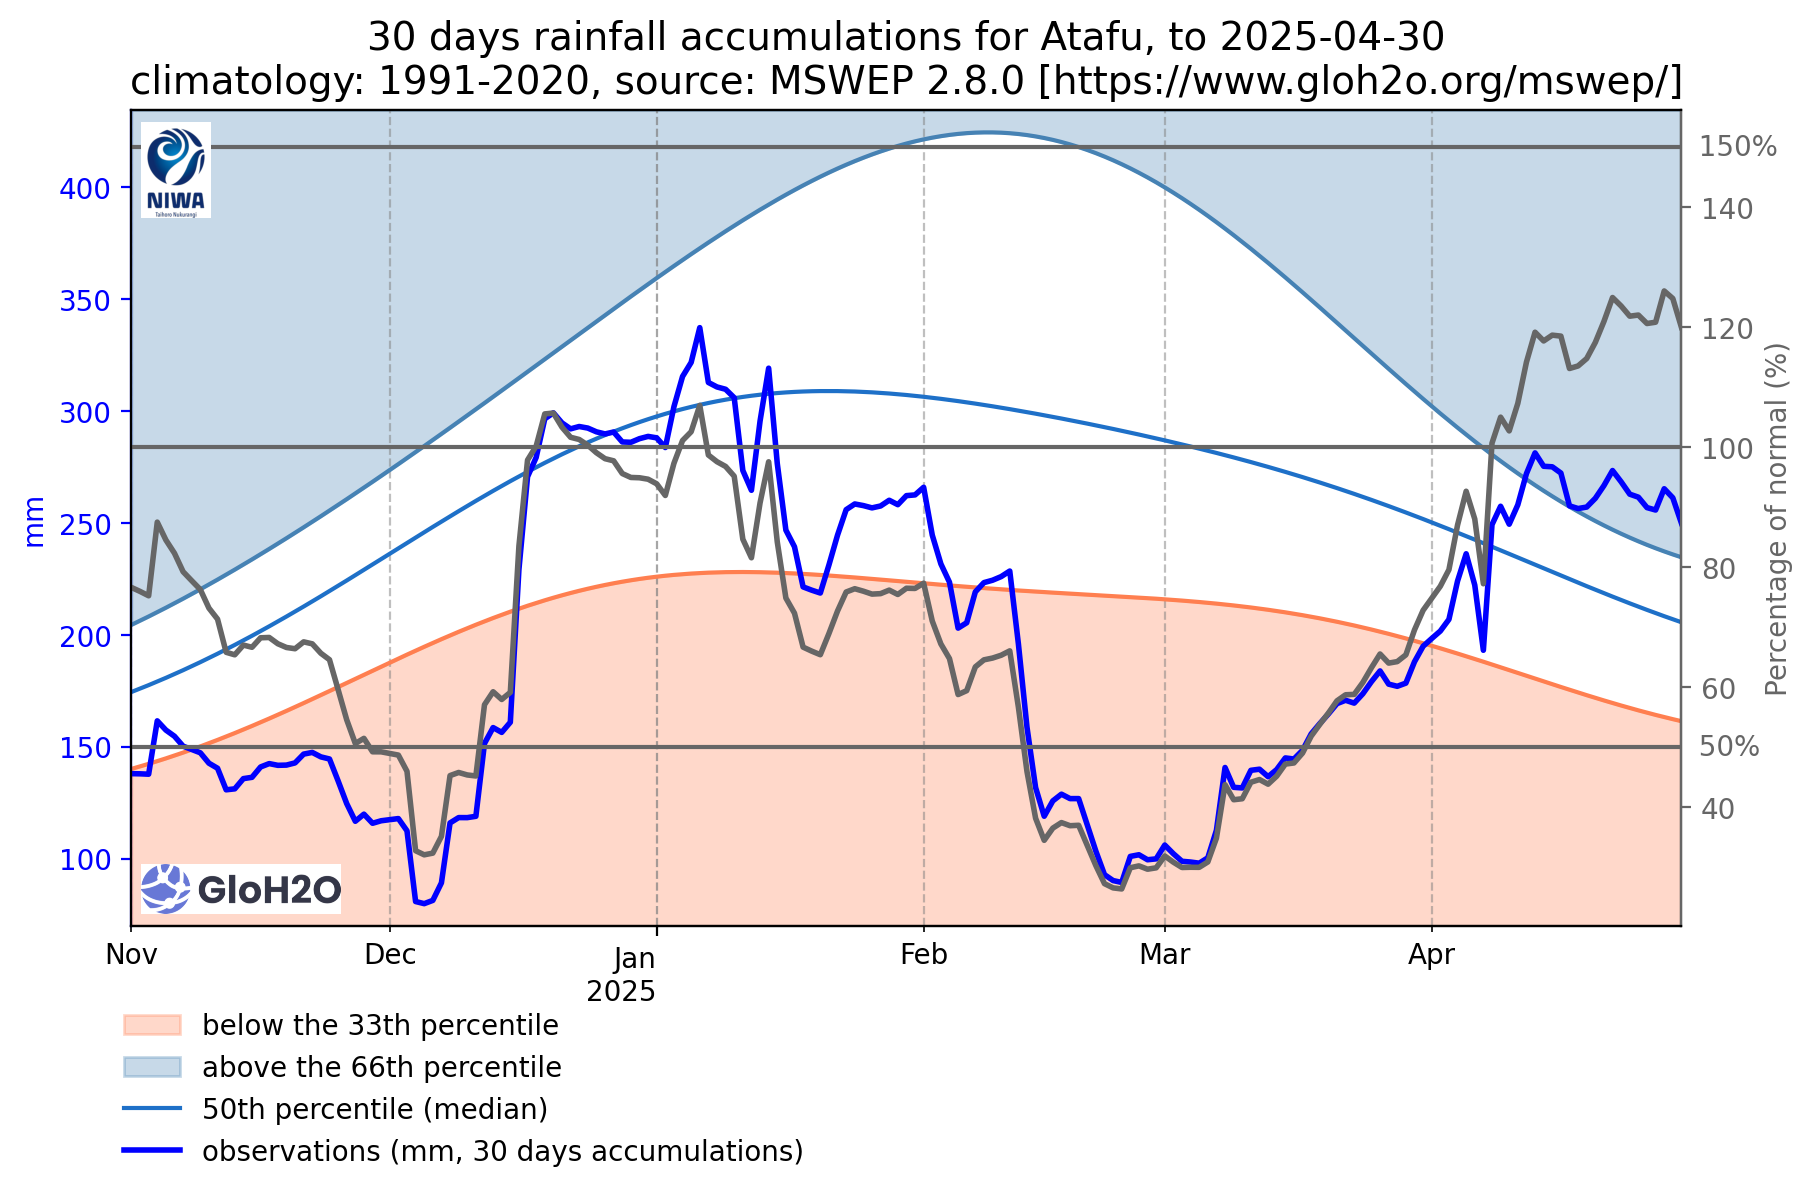 30 days rainfall accumulations for Atafu, to 2025-04-30
climatology: 1991-2020, source: MSWEP 2.8.0 [https://www.gloh2o.org/mswep/]
NIWA
Taihoro Nukurangi
400
350
300
250
200
150
100
mm
150%
140
120
100
80
60
50%
40
Percentage of normal (%)
GloH2O
Nov
Dec
Jan
2025
Feb
Mar
Apr
below the 33th percentile
above the 66th percentile
50th percentile (median)
observations (mm, 30 days accumulations)